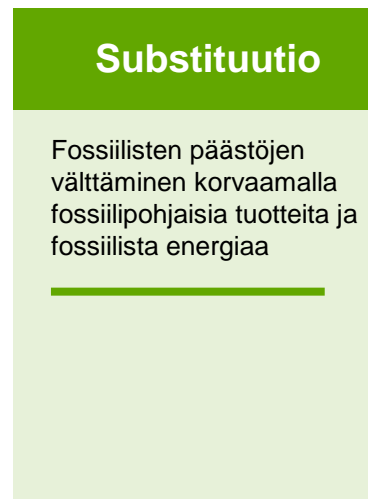 Substituutio
Fossiilisten päästöjen
välttäminen korvaamalla
fossiilipohjaisia tuotteita ja
fossiilista energiaa